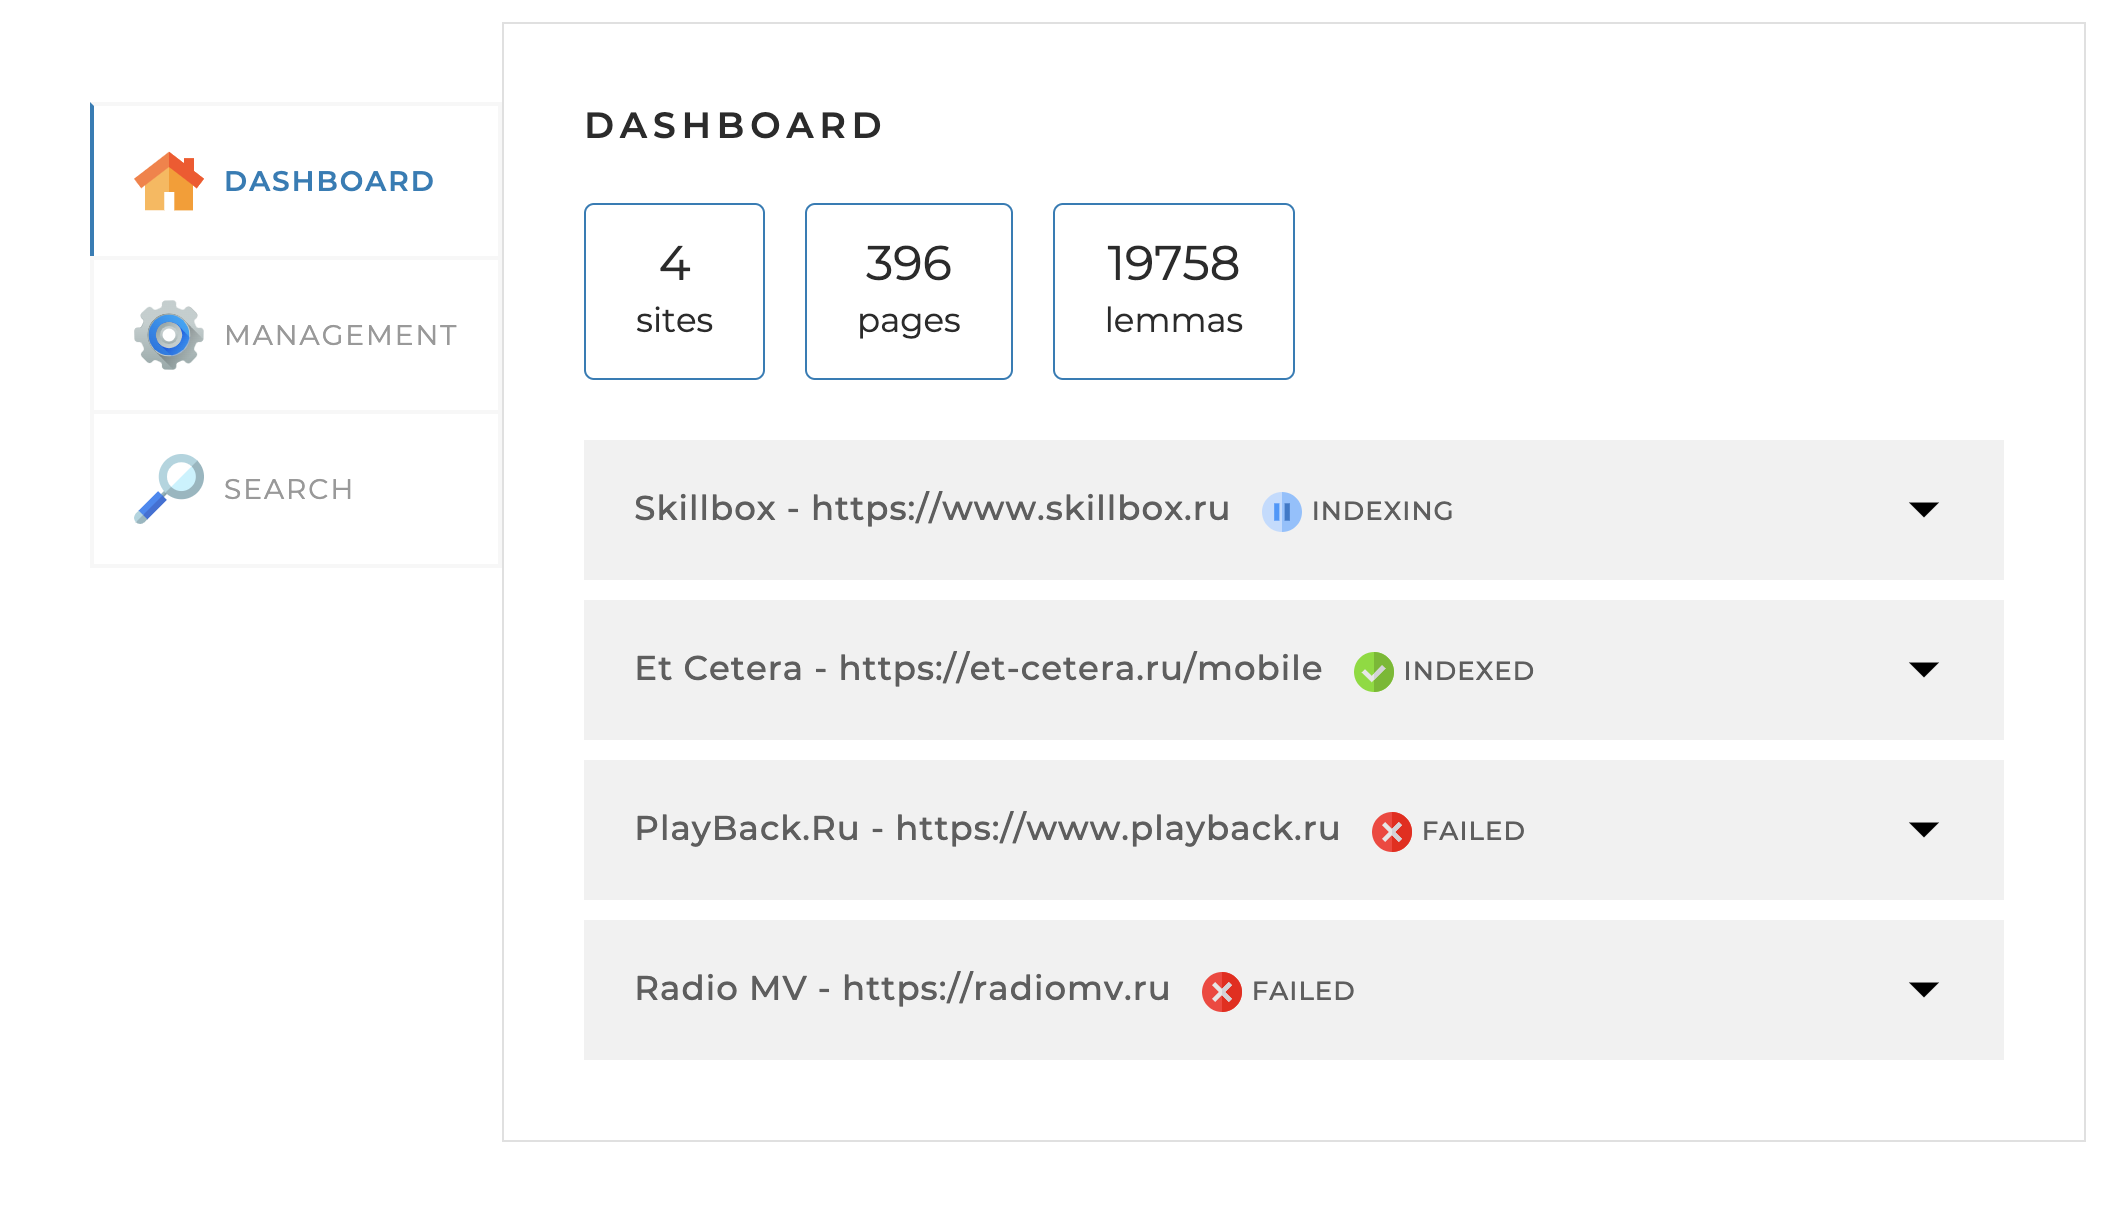 DASHBOARD
MANAGEMENT
SEARCH
DASHBOARD
4
sites
396
pages
19758
lemmas
Skillbox - https://www.skillbox.ru INDEXING
Et Cetera - https://et-cetera.ru/mobile INDEXED
PlayBack.Ru - https://www.playback.ru FAILED
Radio MV - https://radiomv.ru FAILED